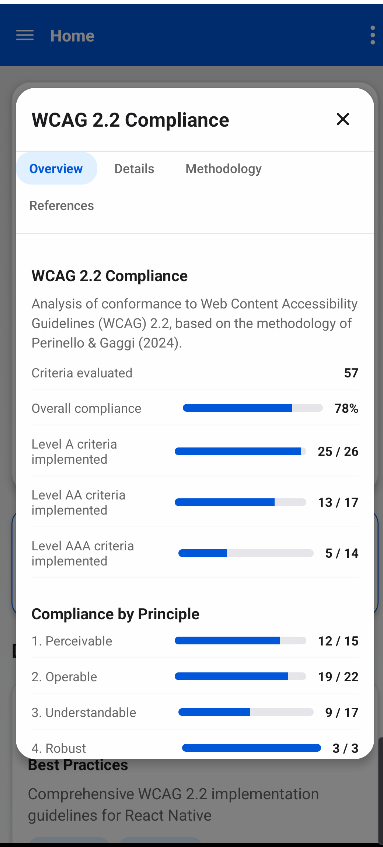 Home
WCAG 2.2 Compliance
Overview Details Methodology
References
WCAG 2.2 Compliance
Analysis of conformance to Web Content Accessibility
Guidelines (WCAG) 2.2, based on the methodology of
Perinello & Gaggi (2024).
Criteria evaluated 57
Overall compliance 78%
Level A criteria
implemented 25 / 26
Level AA criteria
implemented 13 / 17
Level AAA criteria
implemented 5 / 14
Compliance by Principle
1. Perceivable 12 / 15
2. Operable 19 / 22
3. Understandable 9 / 17
4. Robust 3 / 3
Best Practices
Comprehensive WCAG 2.2 implementation
guidelines for React Native